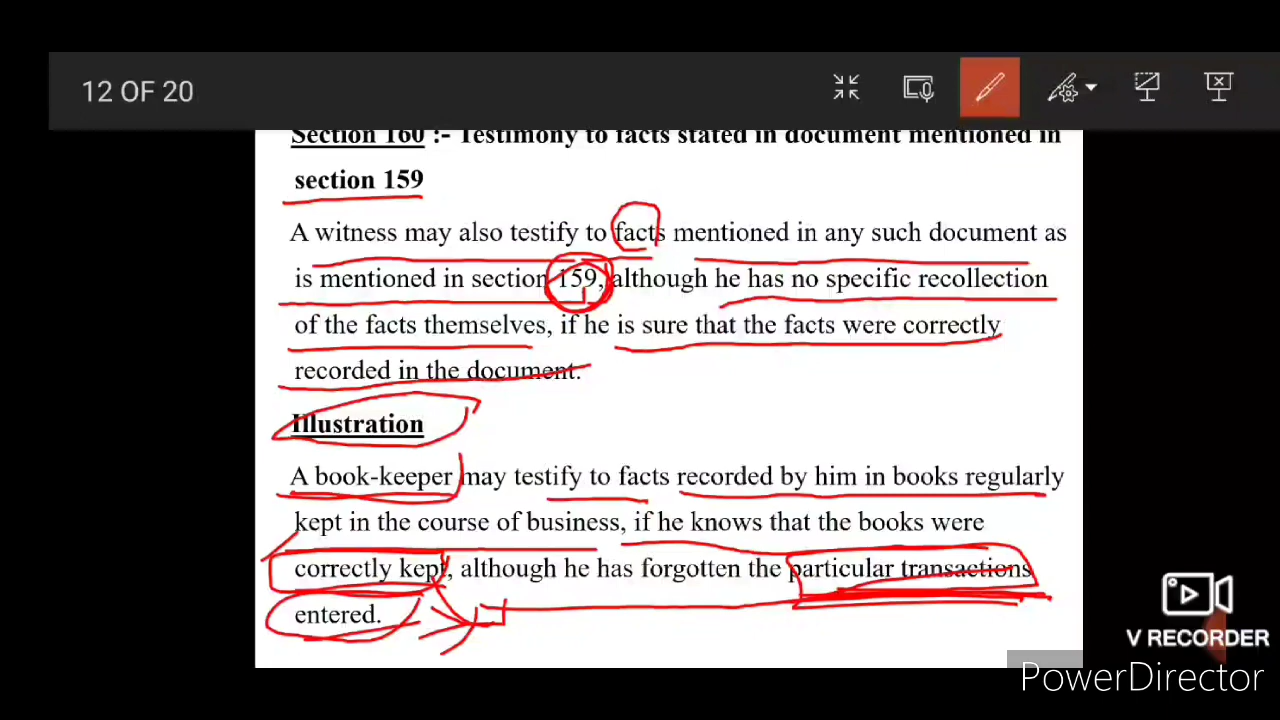 12 OF 20
Section 160 :- Testimony to facts stated in document mentioned in
section 159
A witness may also testify to facts mentioned in any such document as
is mentioned in section 159, although he has no specific recollection
of the facts themselves, if he is sure that the facts were correctly
recorded in the document.
Illustration
A book-keeper may testify to facts recorded by him in books regularly
kept in the course of business, if he knows that the books were
correctly kept, although he has forgotten the particular transactions
entered.
V RECORDER
PowerDirector